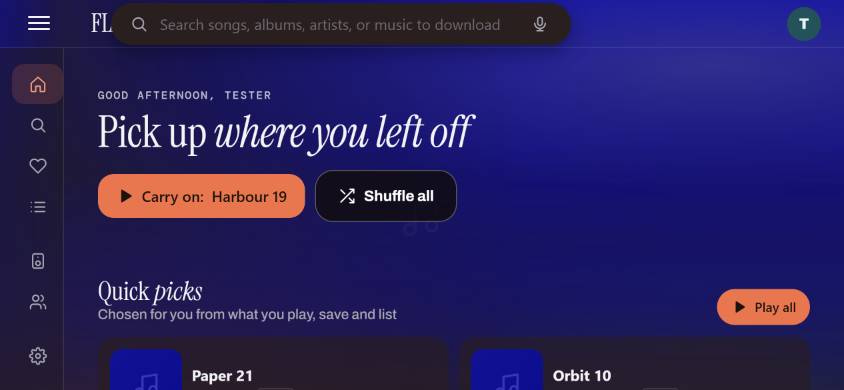 FL
Search songs, albums, artists, or music to download
T
GOOD AFTERNOON, TESTER
Pick up where you left off
Carry on: Harbour 19
Shuffle all
Quick picks
Chosen for you from what you play, save and list
Play all
Paper 21
Orbit 10